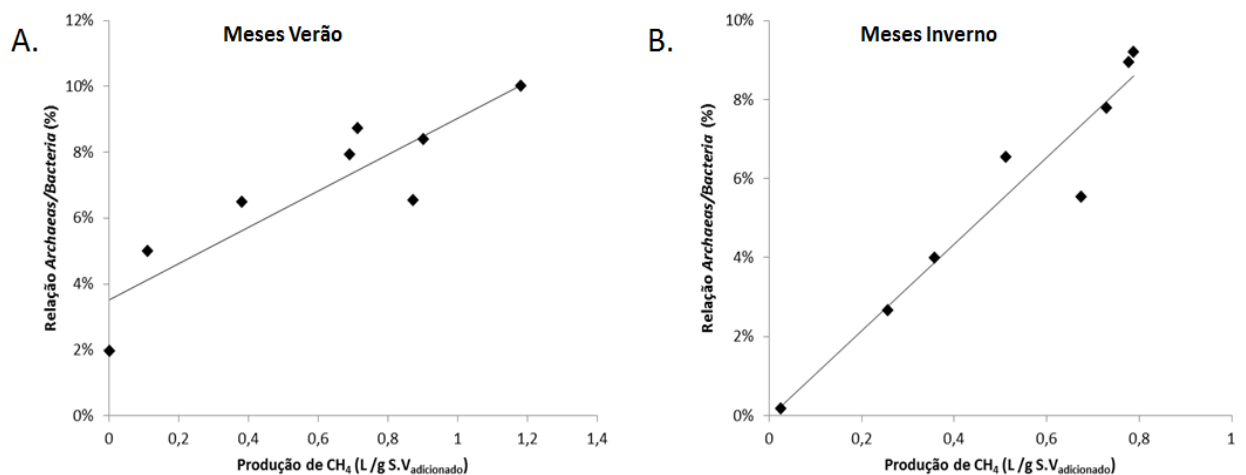 A.
Meses Verão
Relação Archaeas/Bacteria (%)
12%
10%
8%
6%
4%
2%
0%
0 0,2 0,4 0,6 0,8 1 1,2 1,4
Produção de CH₄ (L /g S.Vadicionado)
B.
Meses Inverno
Relação Archaeas/Bacteria (%)
10%
8%
6%
4%
2%
0%
0 0,2 0,4 0,6 0,8 1
Produção de CH₄ (L /g S.Vadicionado)